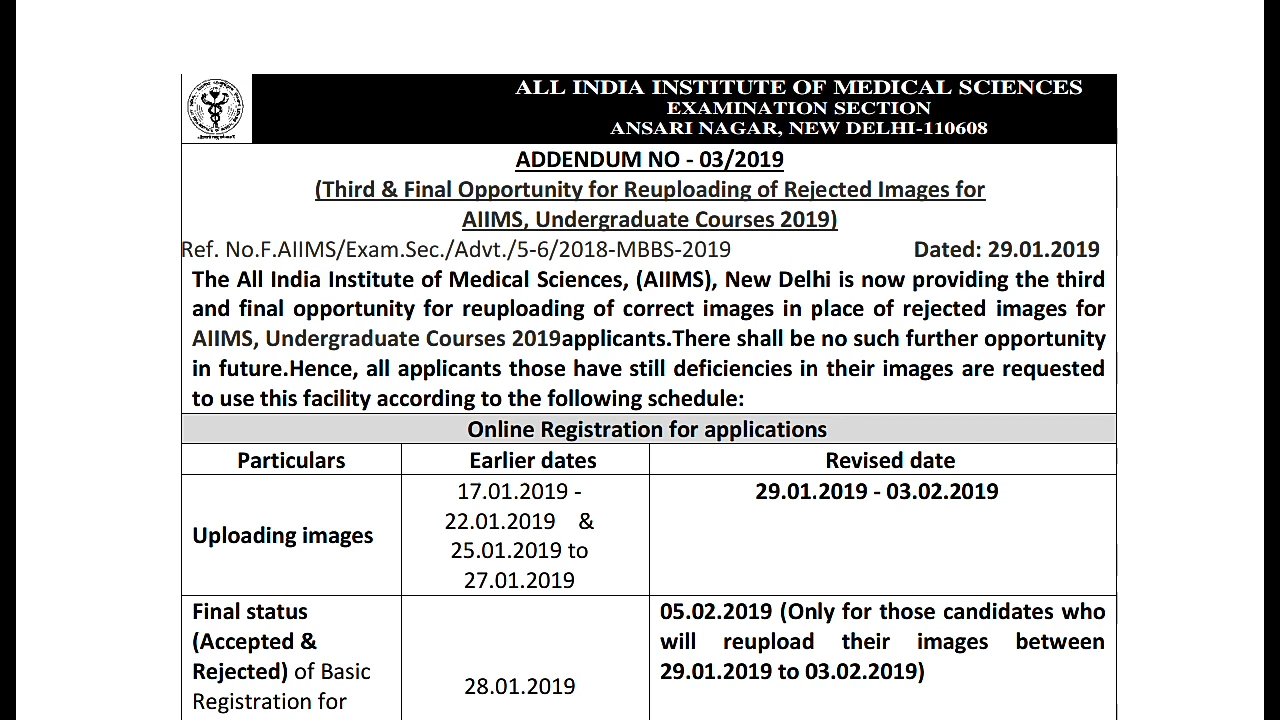 ALL INDIA INSTITUTE OF MEDICAL SCIENCES
EXAMINATION SECTION
ANSARI NAGAR, NEW DELHI-110608
ADDENDUM NO - 03/2019
(Third & Final Opportunity for Reuploading of Rejected Images for
AIIMS, Undergraduate Courses 2019)
Ref. No.F.AIIMS/Exam.Sec./Advt./5-6/2018-MBBS-2019 Dated: 29.01.2019
The All India Institute of Medical Sciences, (AIIMS), New Delhi is now providing the third
and final opportunity for reuploading of correct images in place of rejected images for
AIIMS, Undergraduate Courses 2019applicants.There shall be no such further opportunity
in future.Hence, all applicants those have still deficiencies in their images are requested
to use this facility according to the following schedule:
Online Registration for applications
Particulars Earlier dates Revised date
Uploading images
17.01.2019 -
22.01.2019 &
25.01.2019 to
27.01.2019
29.01.2019 - 03.02.2019
Final status
(Accepted &
Rejected) of Basic
Registration for
28.01.2019
05.02.2019 (Only for those candidates who
will reupload their images between
29.01.2019 to 03.02.2019)